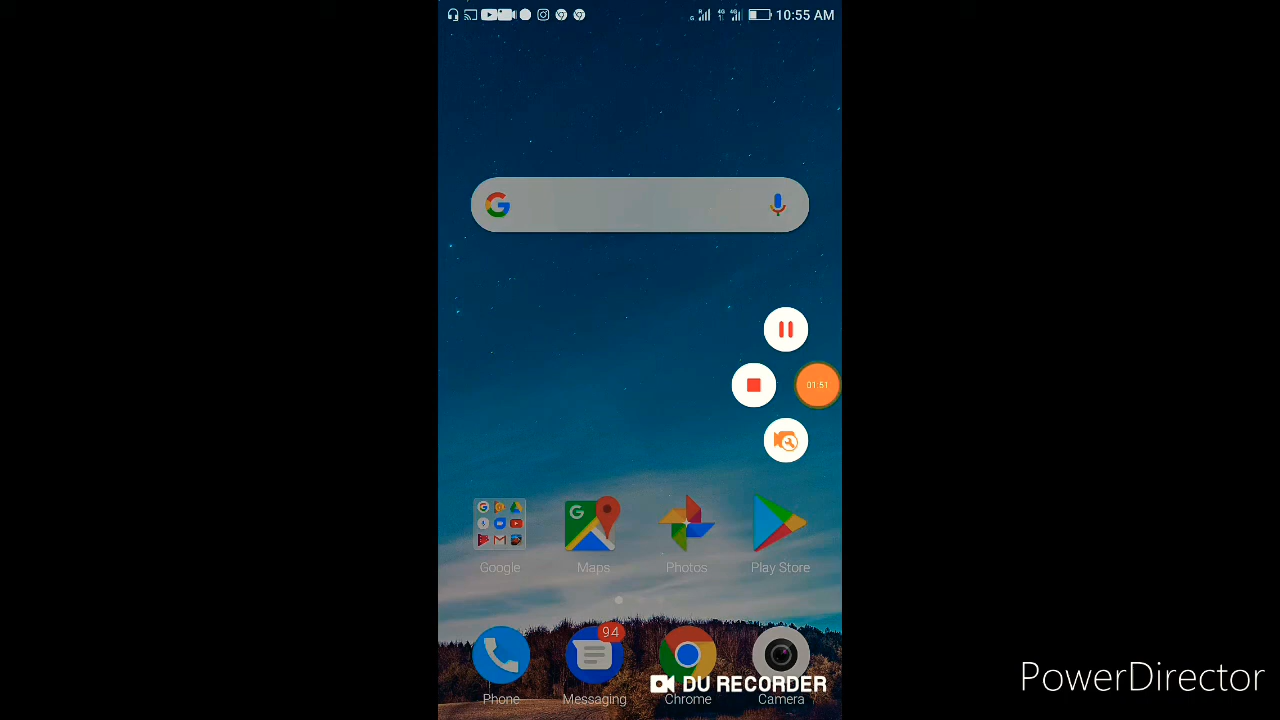 10:55 AM
01:51
Google
Maps
Photos
Play Store
94
Phone
Messaging
Chrome
Camera
DU RECORDER
PowerDirector